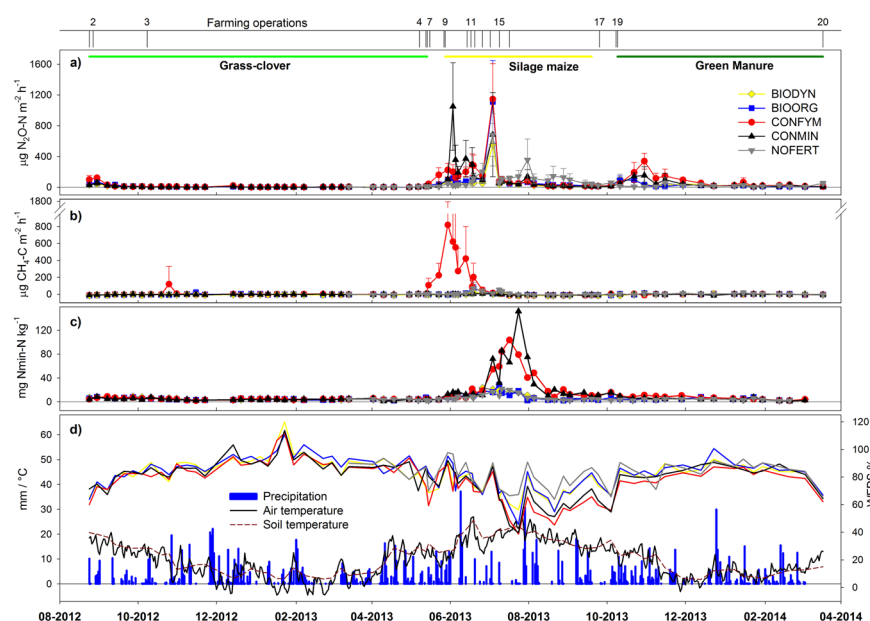 Farming operations
2 3 4 7 9 11 15 17 19 20
a) Grass-clover Silage maize Green Manure
1600
1200
800
400
0
µg N2O-N m-2 h-1
BIODYN
BIOORG
CONFYM
CONMIN
NOFERT
b)
1800
800
600
400
200
0
µg CH4-C m-2 h-1
c)
120
80
40
0
mg Nmin-N kg-1
d)
60
50
40
30
20
10
0
mm / °C
Precipitation
Air temperature
Soil temperature
120
100
80
60
40
20
0
WFPS %
08-2012 10-2012 12-2012 02-2013 04-2013 06-2013 08-2013 10-2013 12-2013 02-2014 04-2014